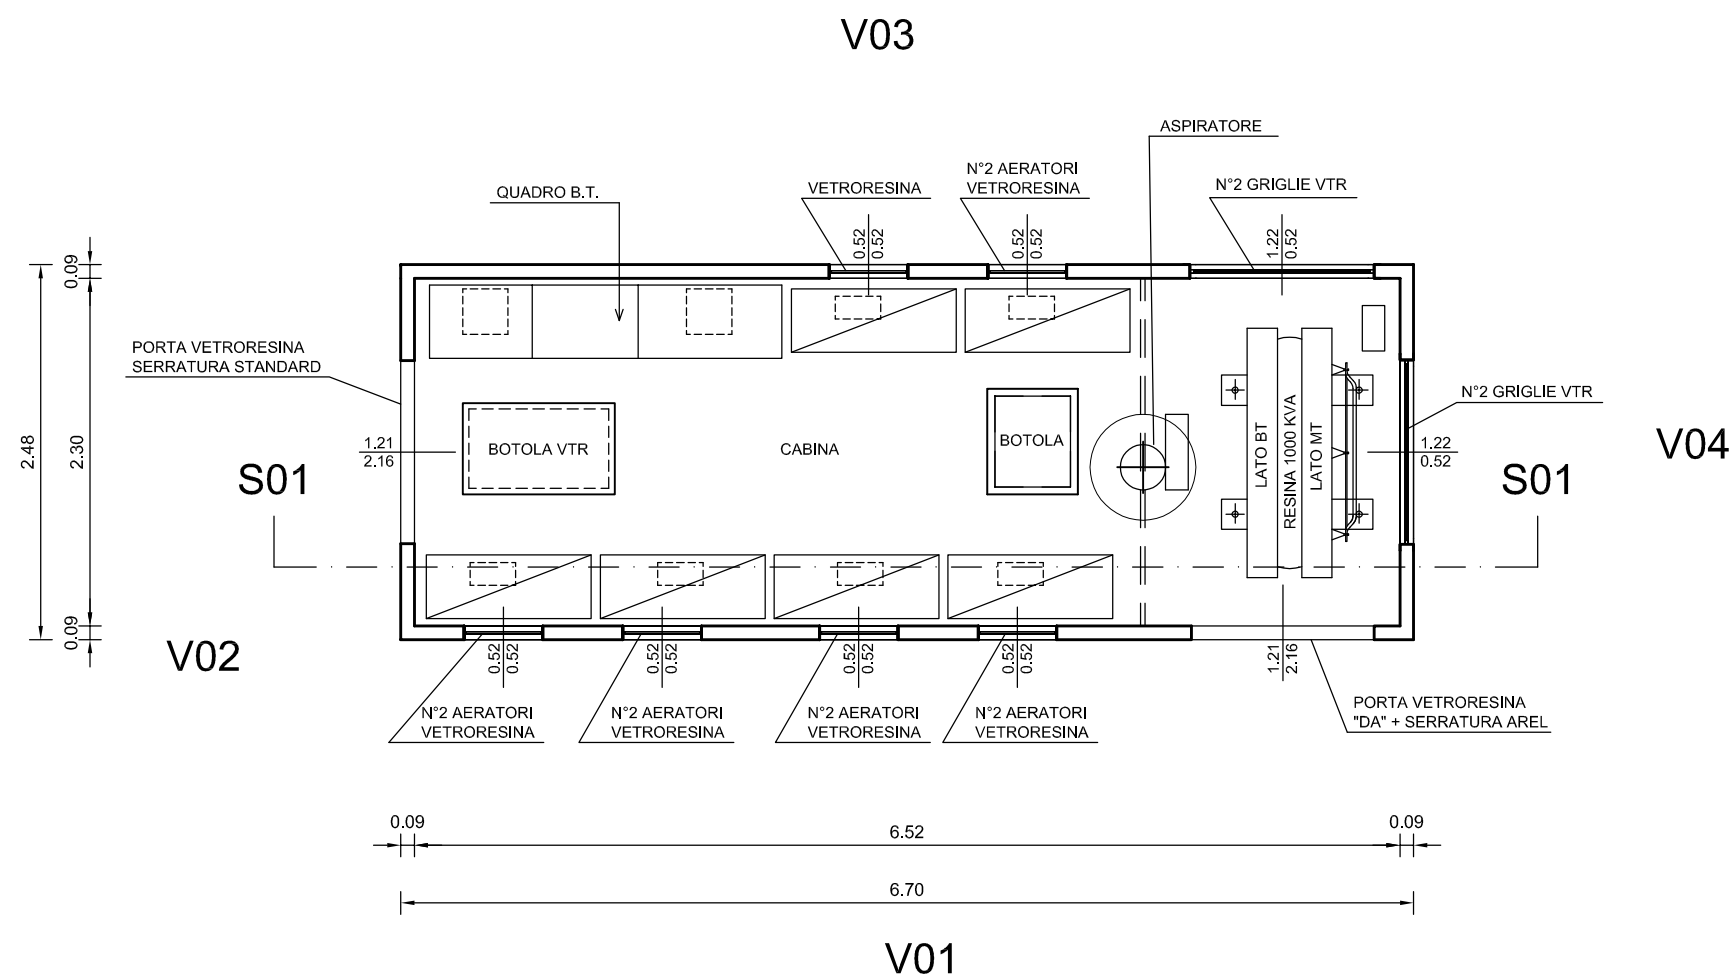 V03
ASPIRATORE
N°2 AERATORI
VETRORESINA
VETRORESINA
QUADRO B.T.
N°2 GRIGLIE VTR
0.52
0.52
0.52
0.52
1.22
0.52
0.09
2.48
2.30
0.09
PORTA VETRORESINA
SERRATURA STANDARD
N°2 GRIGLIE VTR
1.21
2.16
BOTOLA VTR
CABINA
BOTOLA
LATO BT
RESINA 1000 KVA
LATO MT
1.22
0.52
V04
S01
S01
V02
0.52
0.52
0.52
0.52
0.52
0.52
0.52
0.52
1.21
2.16
N°2 AERATORI
VETRORESINA
N°2 AERATORI
VETRORESINA
N°2 AERATORI
VETRORESINA
N°2 AERATORI
VETRORESINA
PORTA VETRORESINA
"DA" + SERRATURA AREL
0.09
6.52
0.09
6.70
V01